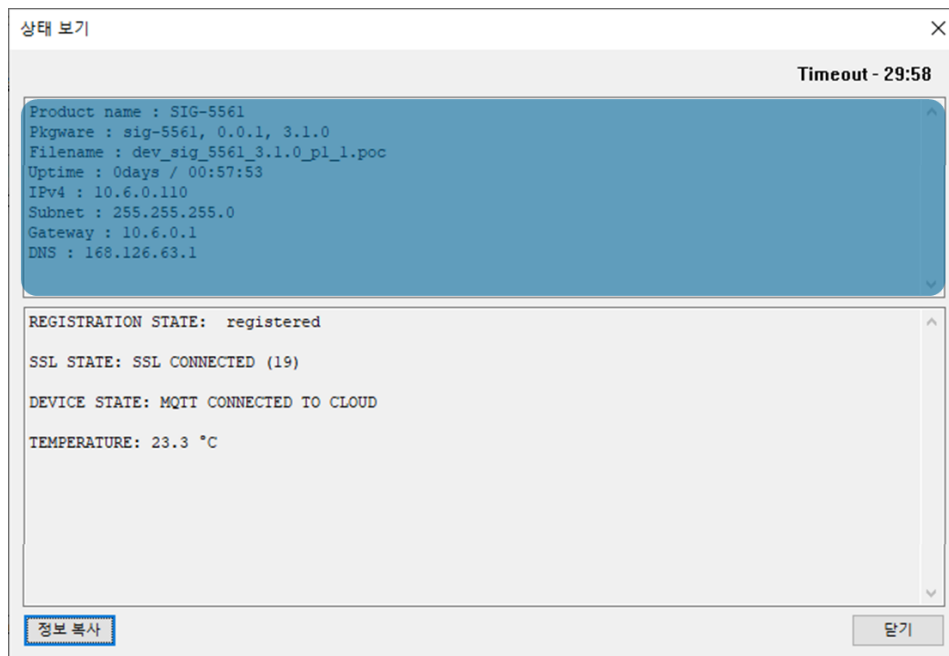 상태 보기
Timeout - 29:58
Product name : SIG-5561
Pkgware : sig-5561, 0.0.1, 3.1.0
Filename : dev_sig_5561_3.1.0_p1_1.poc
Uptime : 0days / 00:57:53
IPv4 : 10.6.0.110
Subnet : 255.255.255.0
Gateway : 10.6.0.1
DNS : 168.126.63.1
REGISTRATION STATE:  registered
SSL STATE: SSL CONNECTED (19)
DEVICE STATE: MQTT CONNECTED TO CLOUD
TEMPERATURE: 23.3 °C
정보 복사
닫기